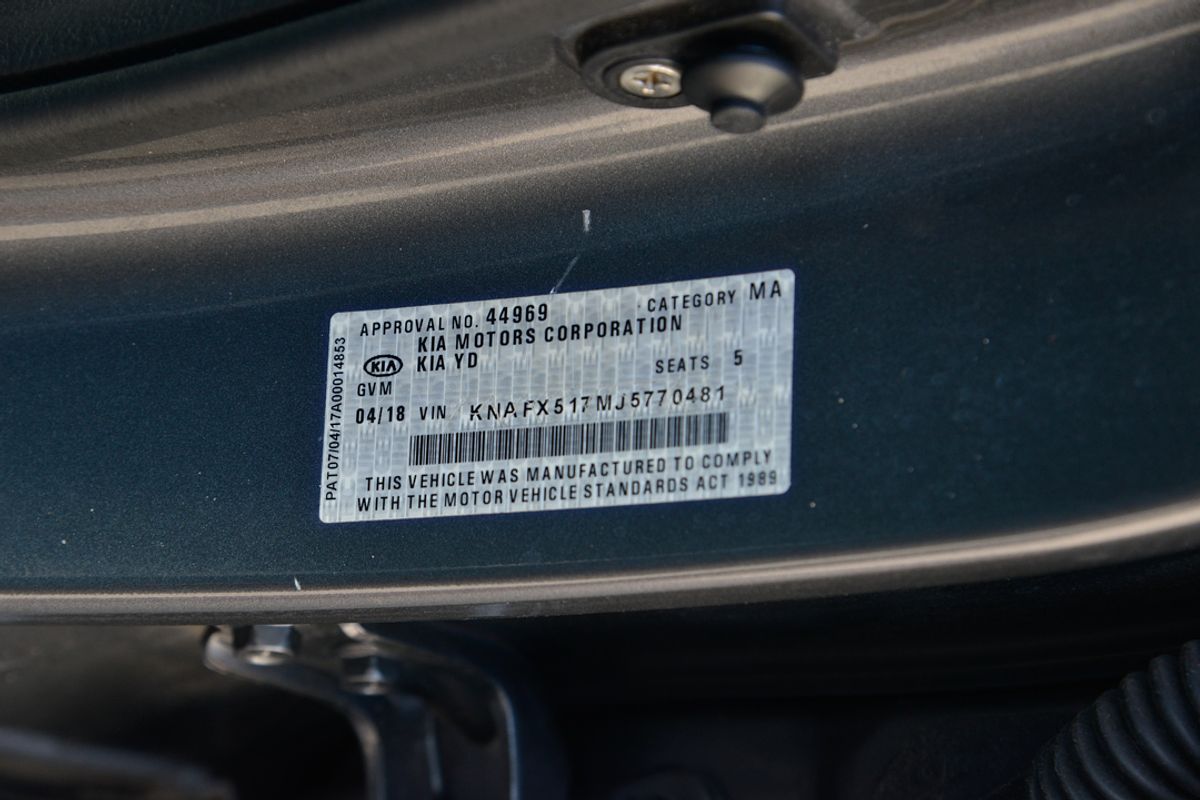 APPROVAL NO. 44969 CATEGORY MA
KIA MOTORS CORPORATION
KIA KIA YD SEATS 5
GVM
04/18 VIN KNAFX517MJ5770481
THIS VEHICLE WAS MANUFACTURED TO COMPLY
WITH THE MOTOR VEHICLE STANDARDS ACT 1989
PAT07/04/17A00014853